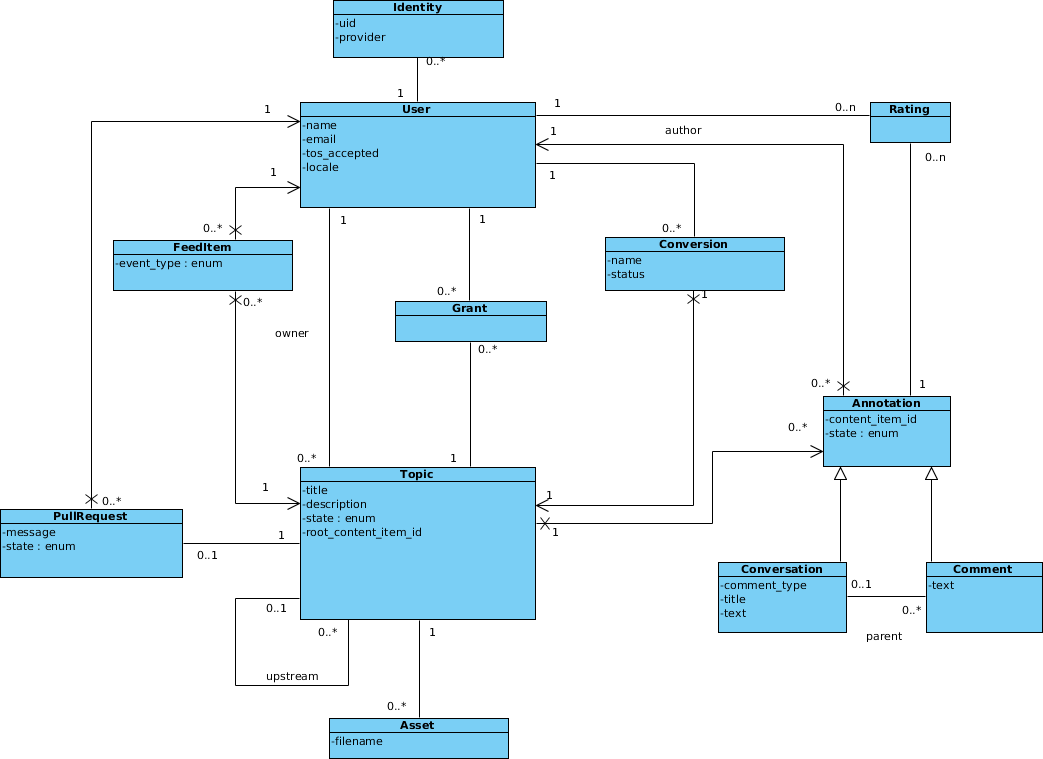 Identity
-uid
-provider
0..*
1
1
User
1
0..n
Rating
-name
-email
-tos_accepted
-locale
author
1
0..n
1
1
1
1
0..*
0..*
FeedItem
-event_type : enum
Conversion
-name
-status
0..*
0..*
1
Grant
owner
0..*
0..*
1
Annotation
-content_item_id
-state : enum
0..*
0..*
1
Topic
-title
-description
-state : enum
-root_content_item_id
1
1
1
0..*
PullRequest
-message
-state : enum
0..1
1
Conversation
-comment_type
-title
-text
0..1
0..*
parent
Comment
-text
0..1
0..*
upstream
1
0..*
Asset
-filename